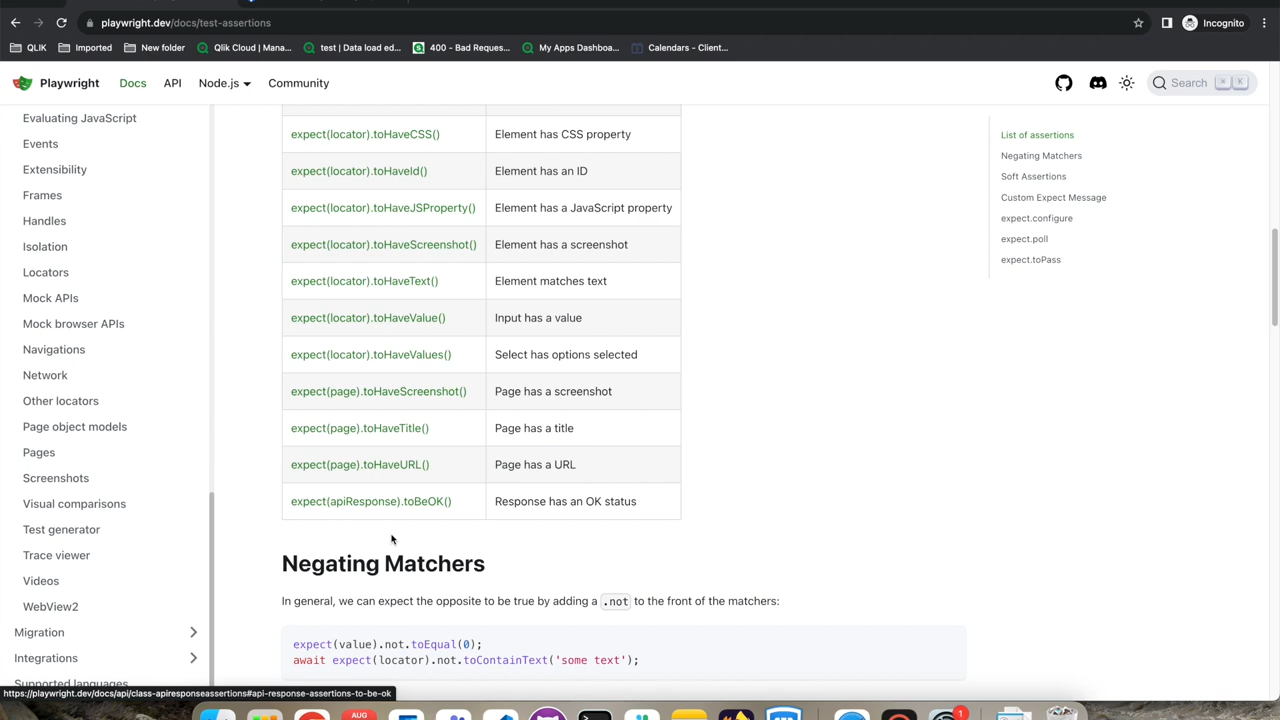 playwright.dev/docs/test-assertions
Incognito
QLIK
Imported
New folder
Qlik Cloud | Mana...
test | Data load ed...
400 - Bad Reques...
My Apps Dashboa...
Calendars - Client...
Playwright
Docs
API
Node.js
Community
Search
⌘ K
Evaluating JavaScript
Events
Extensibility
Frames
Handles
Isolation
Locators
Mock APIs
Mock browser APIs
Navigations
Network
Other locators
Page object models
Pages
Screenshots
Visual comparisons
Test generator
Trace viewer
Videos
WebView2
Migration
Integrations
Supported languages
expect(locator).toHaveCSS() Element has CSS property
expect(locator).toHaveId() Element has an ID
expect(locator).toHaveJSProperty() Element has a JavaScript property
expect(locator).toHaveScreenshot() Element has a screenshot
expect(locator).toHaveText() Element matches text
expect(locator).toHaveValue() Input has a value
expect(locator).toHaveValues() Select has options selected
expect(page).toHaveScreenshot() Page has a screenshot
expect(page).toHaveTitle() Page has a title
expect(page).toHaveURL() Page has a URL
expect(apiResponse).toBeOK() Response has an OK status
Negating Matchers
In general, we can expect the opposite to be true by adding a .not to the front of the matchers:
expect(value).not.toEqual(0);
await expect(locator).not.toContainText('some text');
List of assertions
Negating Matchers
Soft Assertions
Custom Expect Message
expect.configure
expect.poll
expect.toPass
https://playwright.dev/docs/api/class-apiresponseassertions#api-response-assertions-to-be-ok
AUG
1